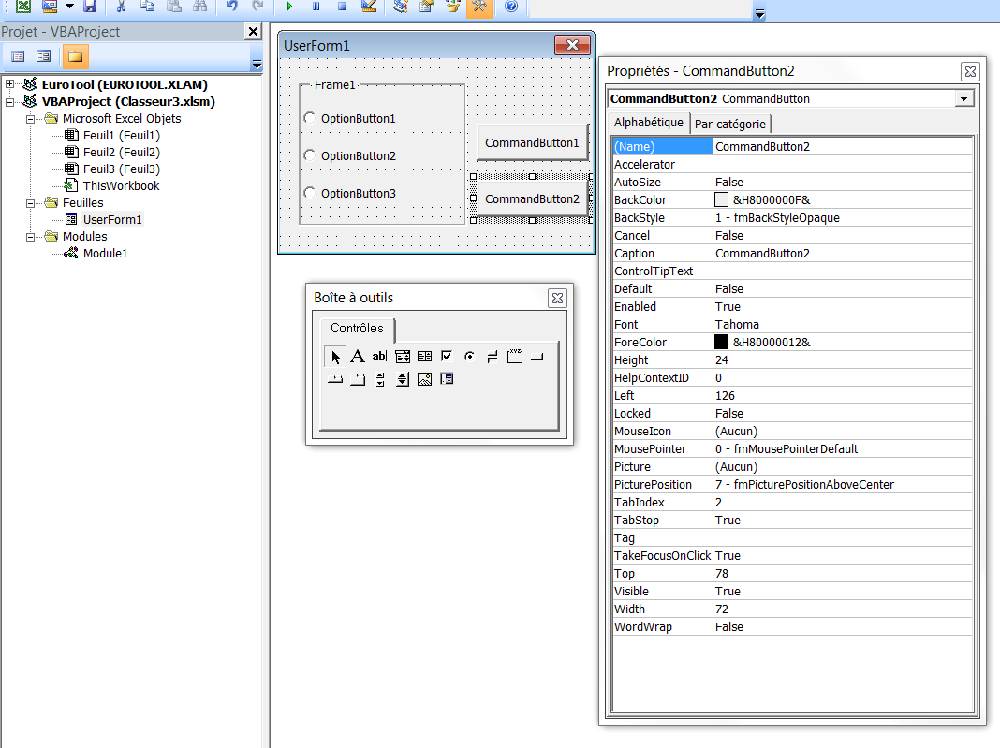 Projet - VBAProject
EuroTool (EUROTOOL.XLAM)
VBAProject (Classeur3.xlsm)
Microsoft Excel Objets
Feuil1 (Feuil1)
Feuil2 (Feuil2)
Feuil3 (Feuil3)
ThisWorkbook
Feuilles
UserForm1
Modules
Module1
UserForm1
Frame1
OptionButton1
OptionButton2
OptionButton3
CommandButton1
CommandButton2
Boîte à outils
Contrôles
A
ab
XYZ
Propriétés - CommandButton2
CommandButton2 CommandButton
Alphabétique Par catégorie
(Name) CommandButton2
Accelerator
AutoSize False
BackColor &H8000000F&
BackStyle 1 - fmBackStyleOpaque
Cancel False
Caption CommandButton2
ControlTipText
Default False
Enabled True
Font Tahoma
ForeColor &H80000012&
Height 24
HelpContextID 0
Left 126
Locked False
MouseIcon (Aucun)
MousePointer 0 - fmMousePointerDefault
Picture (Aucun)
PicturePosition 7 - fmPicturePositionAboveCenter
TabIndex 2
TabStop True
Tag
TakeFocusOnClick True
Top 78
Visible True
Width 72
WordWrap False